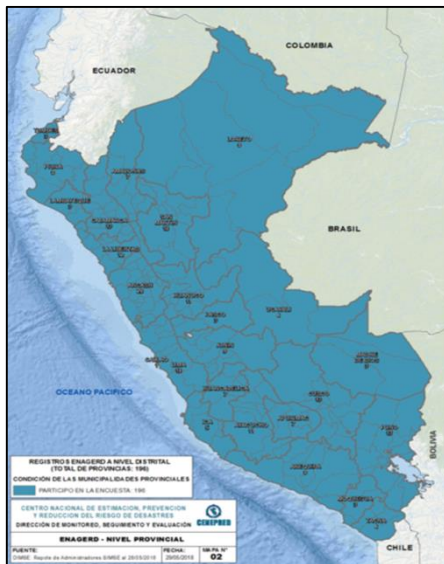 COLOMBIA
ECUADOR
TUMBES
LORETO
PIURA
AMAZONAS
LAMBAYEQUE
CAJAMARCA
SAN MARTIN
BRASIL
LA LIBERTAD
ANCASH
HUANUCO
UCAYALI
PASCO
JUNIN
MADRE DE DIOS
CALLAO
LIMA
OCEANO PACIFICO
HUANCAVELICA
CUSCO
ICA
AYACUCHO
APURIMAC
PUNO
BOLIVIA
AREQUIPA
MOQUEGUA
TACNA
CHILE
REGISTROS ENAGERD A NIVEL DISTRITAL
(TOTAL DE PROVINCIAS: 196)
CONDICIÓN DE LAS MUNICIPALIDADES PROVINCIALES
PARTICIPO EN LA ENCUESTA: 196
CENTRO NACIONAL DE ESTIMACION, PREVENCION
Y REDUCCION DEL RIESGO DE DESASTRES
DIRECCIÓN DE MONITOREO, SEGUIMIENTO Y EVALUACIÓN
CENEPRED
ENAGERD - NIVEL PROVINCIAL
FUENTE:
FECHA:
MAPA N°
02